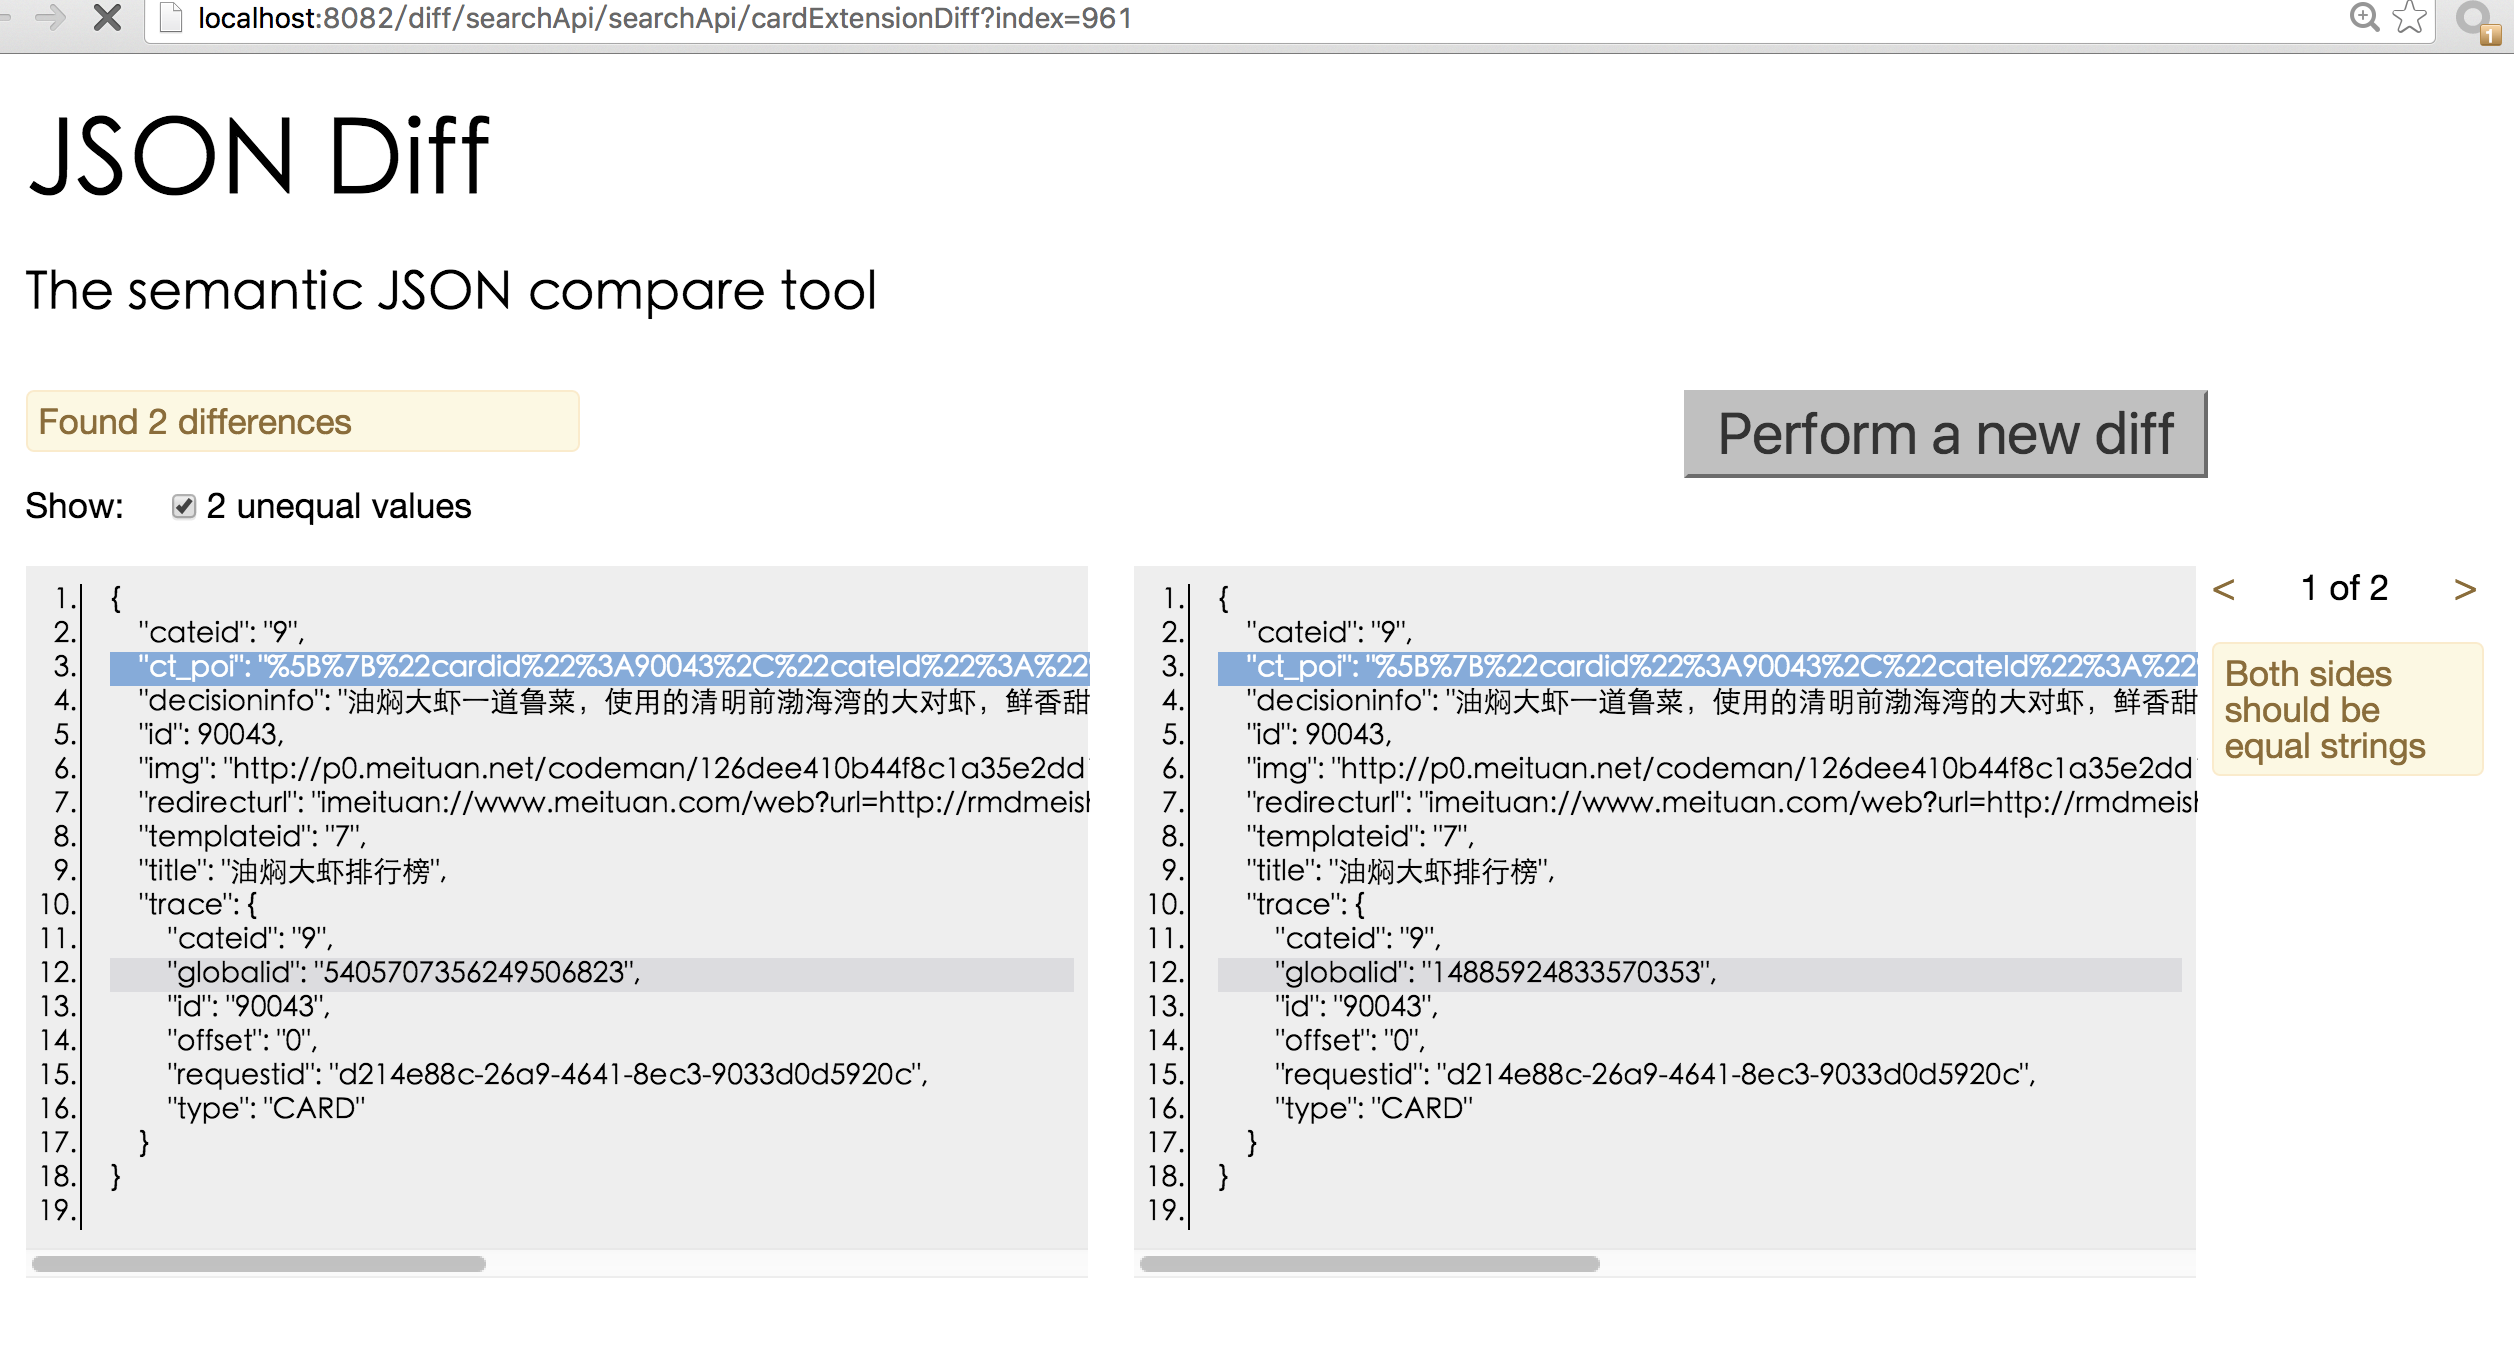 localhost:8082/diff/searchApi/searchApi/cardExtensionDiff?index=961
1
JSON Diff
The semantic JSON compare tool
Found 2 differences
Perform a new diff
Show: 2 unequal values
1. {
2. "cateid": "9",
3. "ct_poi": "%5B%7B%22cardid%22%3A90043%2C%22cateId%22%3A%22
4. "decisioninfo": "油焖大虾一道鲁菜，使用的清明前渤海湾的大对虾，鲜香甜
5. "id": 90043,
6. "img": "http://p0.meituan.net/codeman/126dee410b44f8c1a35e2dd
7. "redirecturl": "imeituan://www.meituan.com/web?url=http://rmdmeish
8. "templateid": "7",
9. "title": "油焖大虾排行榜",
10. "trace": {
11. "cateid": "9",
12. "globalid": "5405707356249506823",
13. "id": "90043",
14. "offset": "0",
15. "requestid": "d214e88c-26a9-4641-8ec3-9033d0d5920c",
16. "type": "CARD"
17. }
18. }
19.
1. {
2. "cateid": "9",
3. "ct_poi": "%5B%7B%22cardid%22%3A90043%2C%22cateId%22%3A%229
4. "decisioninfo": "油焖大虾一道鲁菜，使用的清明前渤海湾的大对虾，鲜香甜
5. "id": 90043,
6. "img": "http://p0.meituan.net/codeman/126dee410b44f8c1a35e2dd
7. "redirecturl": "imeituan://www.meituan.com/web?url=http://rmdmeish
8. "templateid": "7",
9. "title": "油焖大虾排行榜",
10. "trace": {
11. "cateid": "9",
12. "globalid": "14885924833570353",
13. "id": "90043",
14. "offset": "0",
15. "requestid": "d214e88c-26a9-4641-8ec3-9033d0d5920c",
16. "type": "CARD"
17. }
18. }
19.
< 1 of 2 >
Both sides
should be
equal strings